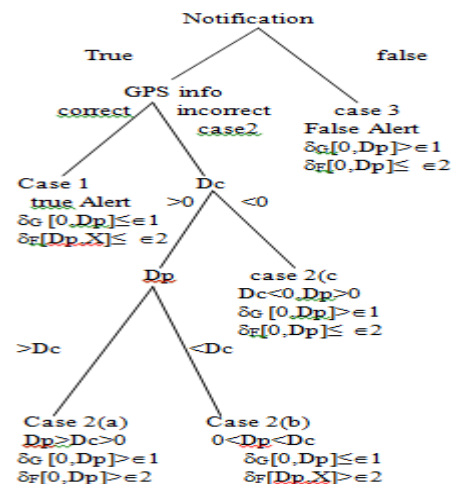 Notification
True false
GPS info
correct incorrect case 3
case2 False Alert
δG[0,Dp]>∈1
δF[0,Dp]≤ ∈2
Case 1 Dc
true Alert >0 <0
δG [0,Dp]≤∈1
δF[Dp,X]≤ ∈2
Dp case 2(c
Dc<0,Dp>0
δG [0,Dp]>∈1
δF[0,Dp]≤ ∈2
>Dc <Dc
Case 2(a) Case 2(b)
Dp>Dc>0 0<Dp<Dc
δG [0,Dp]>∈1 δG[0,Dp]≤∈1
δF[0,Dp]>∈2 δF[Dp,X]>∈2